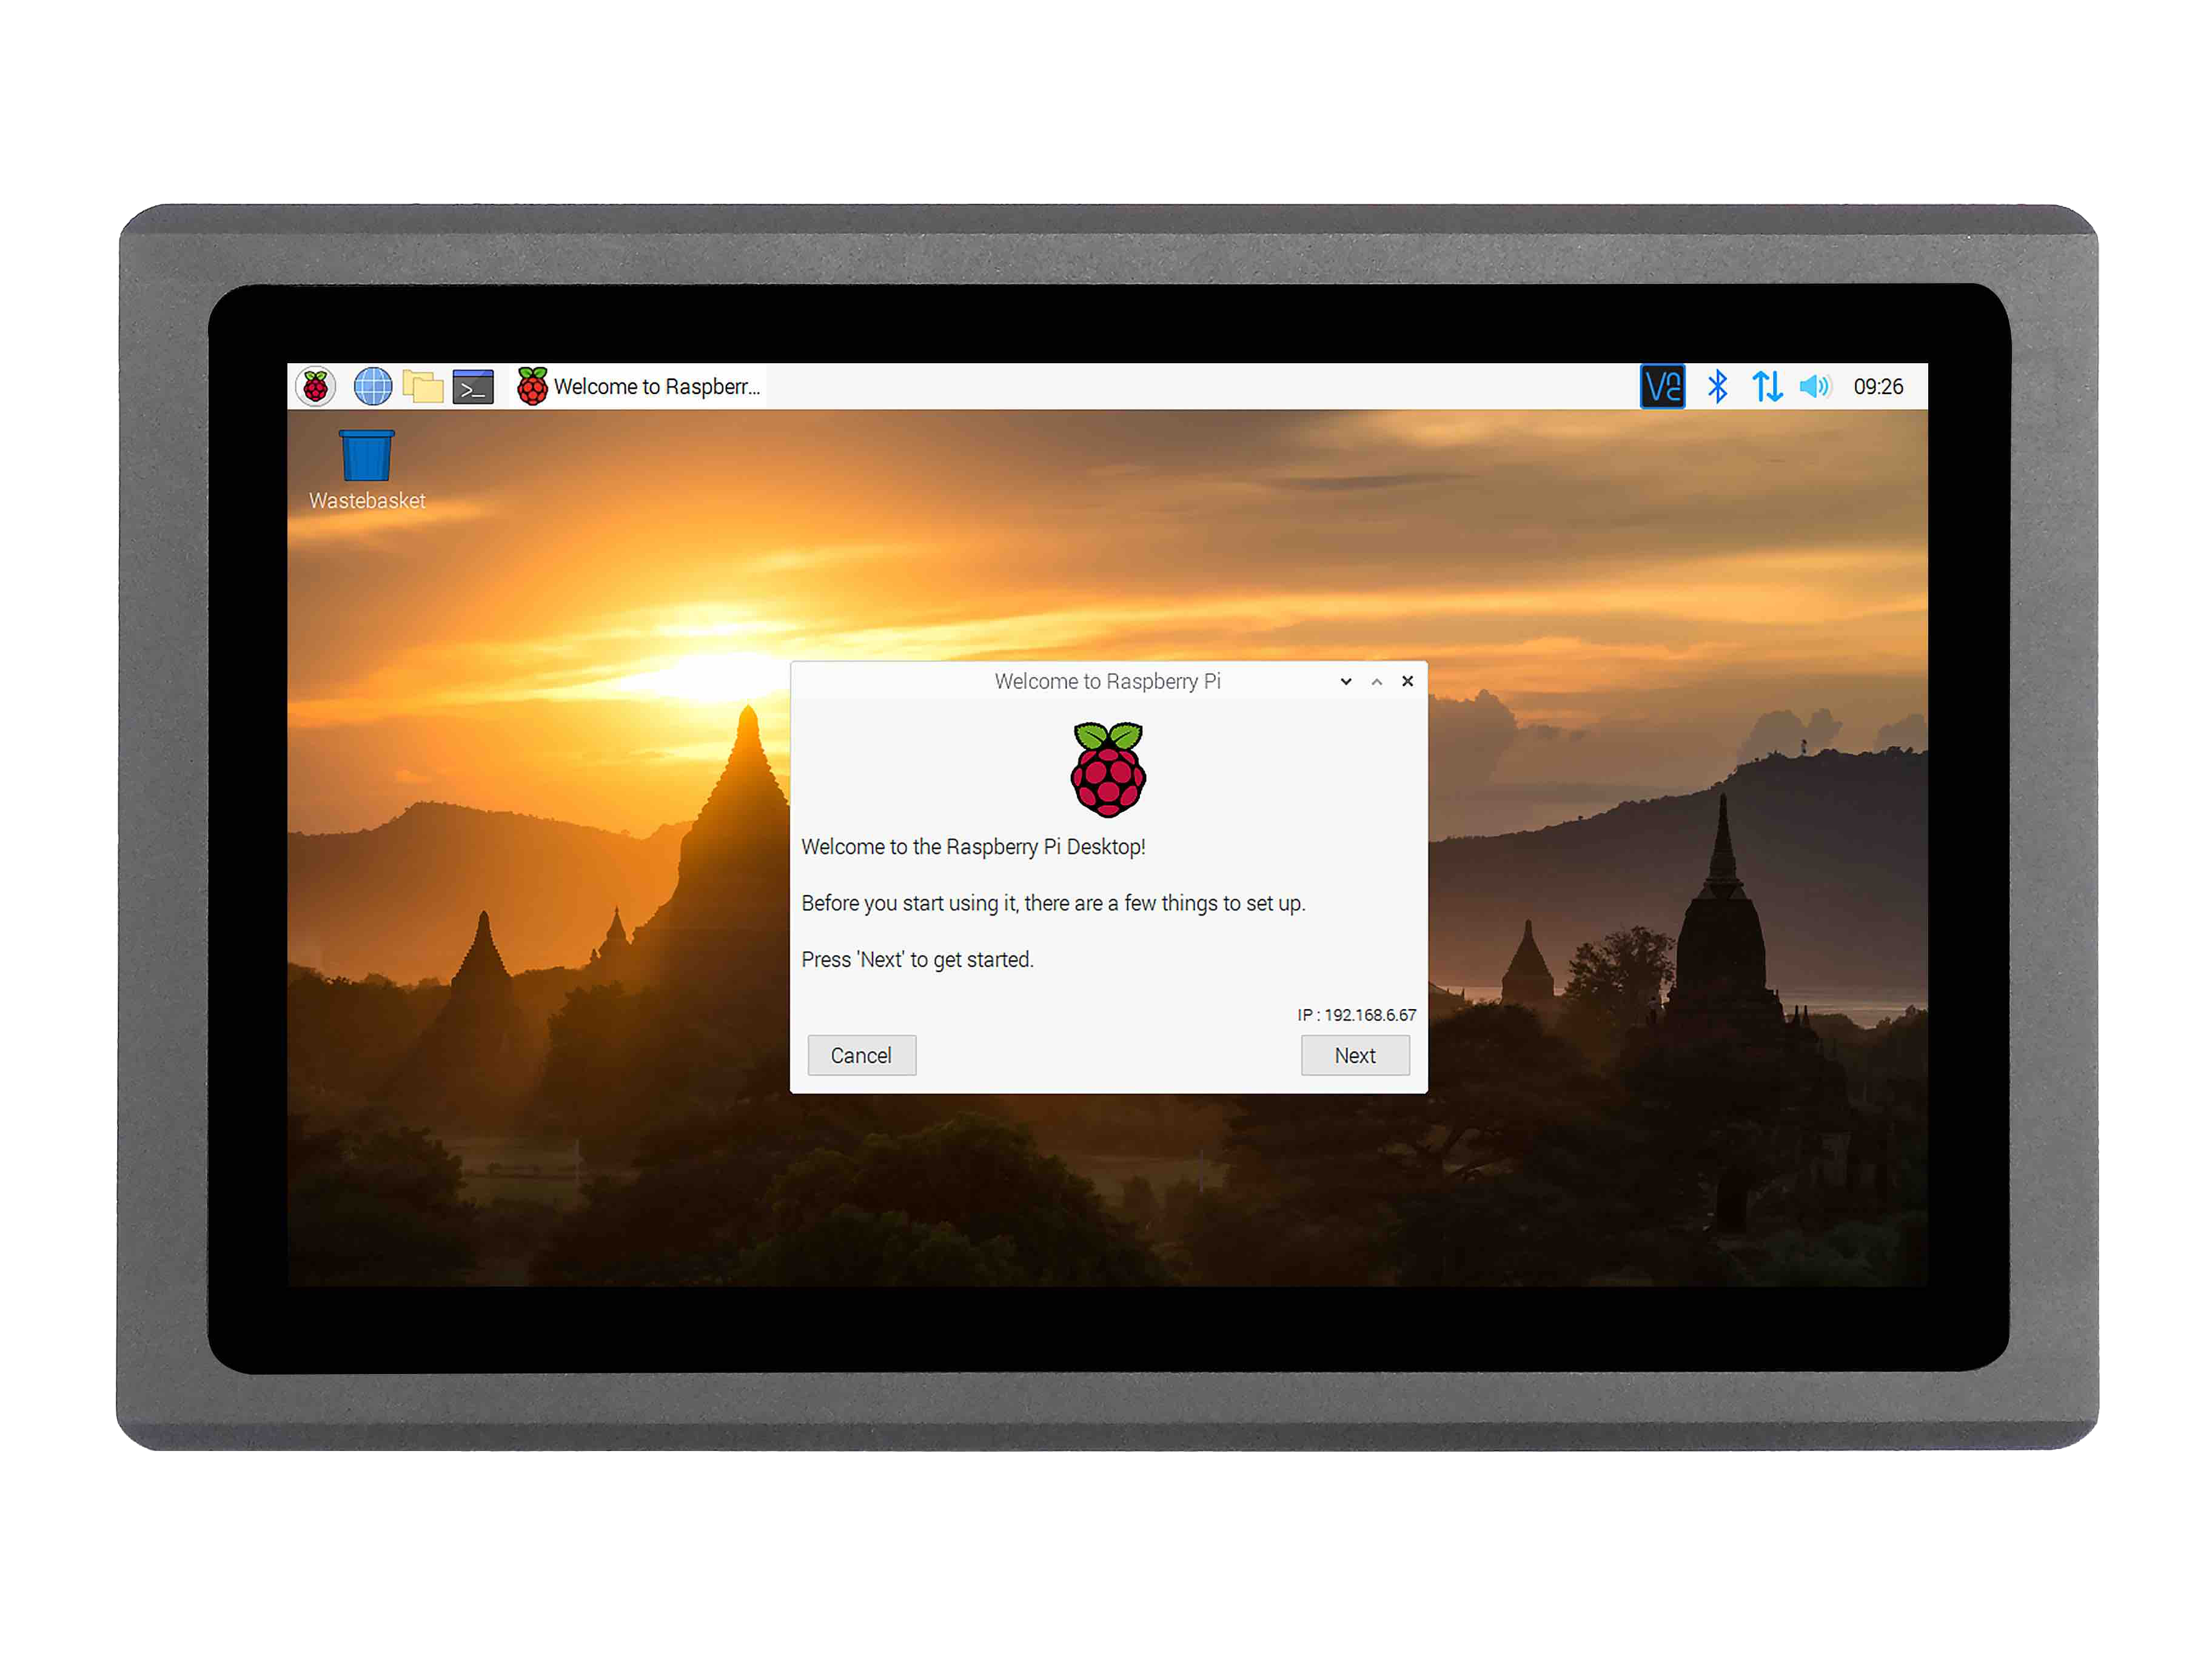 Welcome to Raspberr...
VNC
09:26
Wastebasket
Welcome to Raspberry Pi
Welcome to the Raspberry Pi Desktop!
Before you start using it, there are a few things to set up.
Press 'Next' to get started.
IP : 192.168.6.67
Cancel
Next